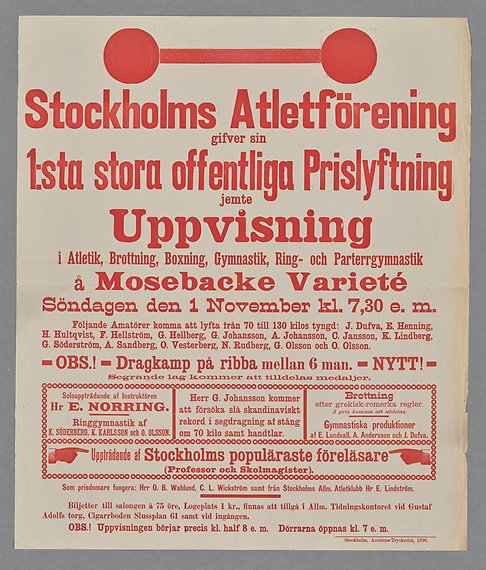 Stockholms Atletförening
gifver sin
1:sta stora offentliga Prislyftning
jemte
Uppvisning
i Atletik, Brottning, Boxning, Gymnastik, Ring- och Parterrgymnastik
å Mosebacke Varieté
Söndagen den 1 November kl. 7,30 e. m.
Följande Amatörer komma att lyfta från 70 till 130 kilos tyngd: J. Dufva, E. Henning,
H. Hultqvist, F. Hellström, G. Hellberg, G. Johansson, A. Johansson, C. Jansson, K. Lindberg,
G. Söderström, A. Sandberg, O. Vesterberg, N. Rudberg, G. Olsson och O. Olsson.
OBS.! — Dragkamp på ribba mellan 6 man. — NYTT!
Segrande lag kommer att tilldelas medaljer.
Solouppträdande af Instruktören
Hr E. NORRING.
Ringgymnastik af
K. SÖDERBERG, K. KARLSSON och O. OLSSON.
Herr G. Johansson kommer
att försöka slå skandinaviskt
rekord i segdragning af stång
om 70 kilo samt handtlar.
Brottning
efter grekisk-romerka regler.
3 pris komma att utdelas.
Gymnastiska produktioner
af E. Lundvall, A. Andersson och J. Dufva.
Uppträdande af Stockholms populäraste föreläsare
(Professor och Skolmagister).
Som prisdomare fungera: Hrr O. B. Wahlund, C. L. Wickström samt från Stockholms Allm. Atletklubb Hr E. Lindström.
Biljetter till salongen à 75 öre, Logeplats 1 kr., finnas att tillgå i Allm. Tidningskontoret vid Gustaf
Adolfs torg, Cigarrboden Slussplan 61 samt vid ingången.
OBS.! Uppvisningen börjar precis kl. half 8 e. m. Dörrarna öppnas kl. 7 e. m.
Stockholm, Accidens-Tryckeriet, 1896.